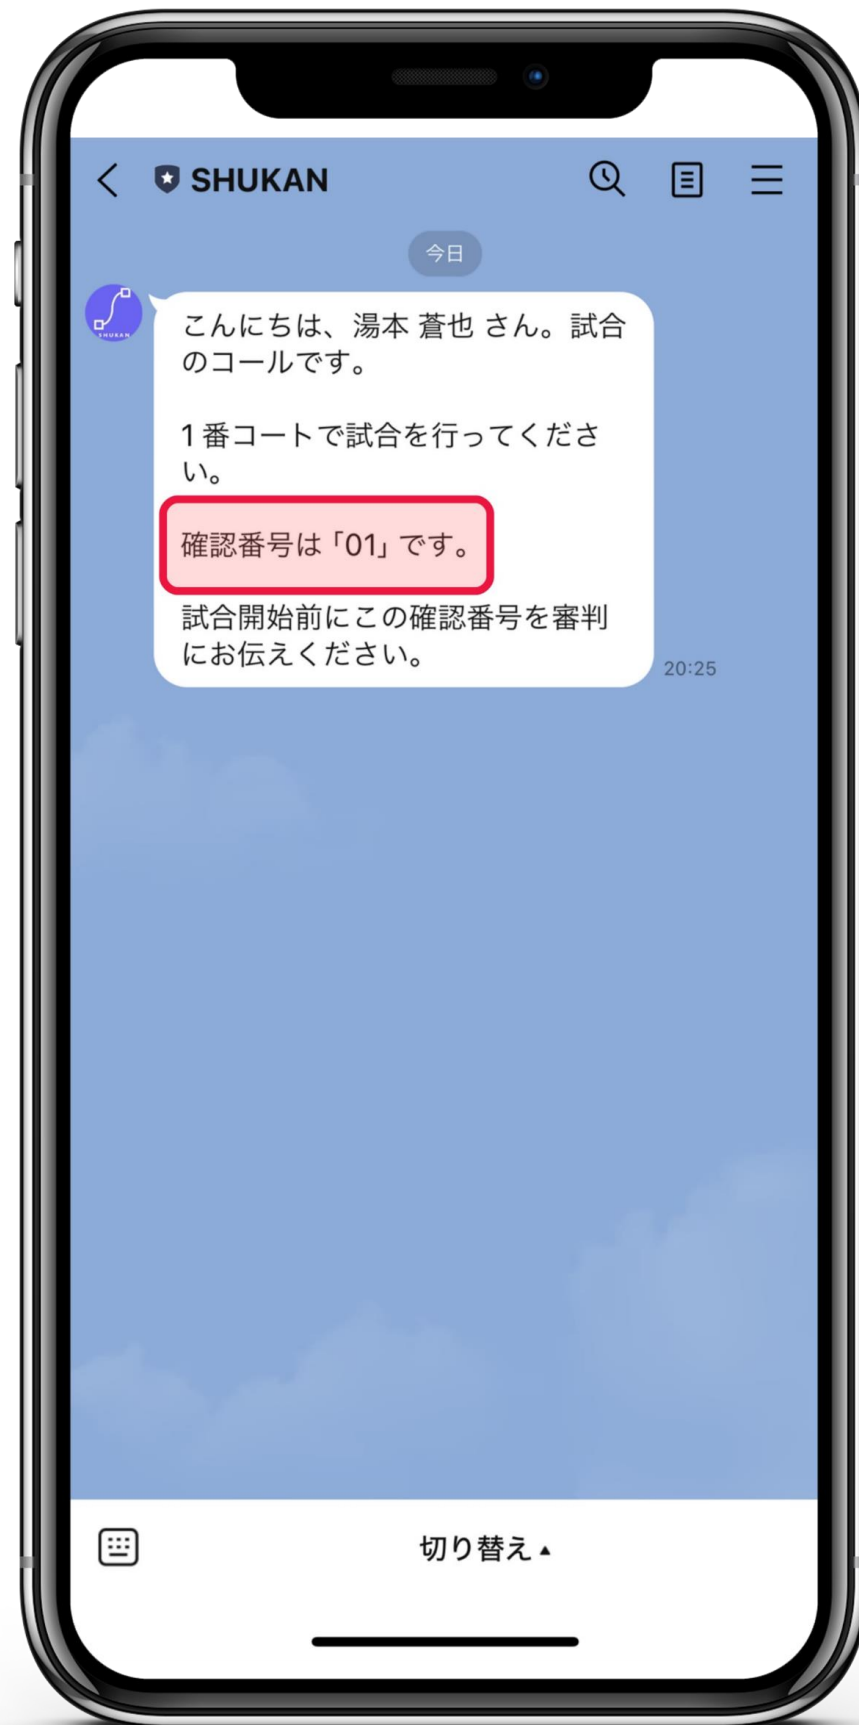 SHUKAN
今日
SHUKAN
こんにちは、湯本 蒼也 さん。試合
のコールです。
1番コートで試合を行ってくださ
い。
確認番号は「01」です。
試合開始前にこの確認番号を審判
にお伝えください。
20:25
切り替え▲